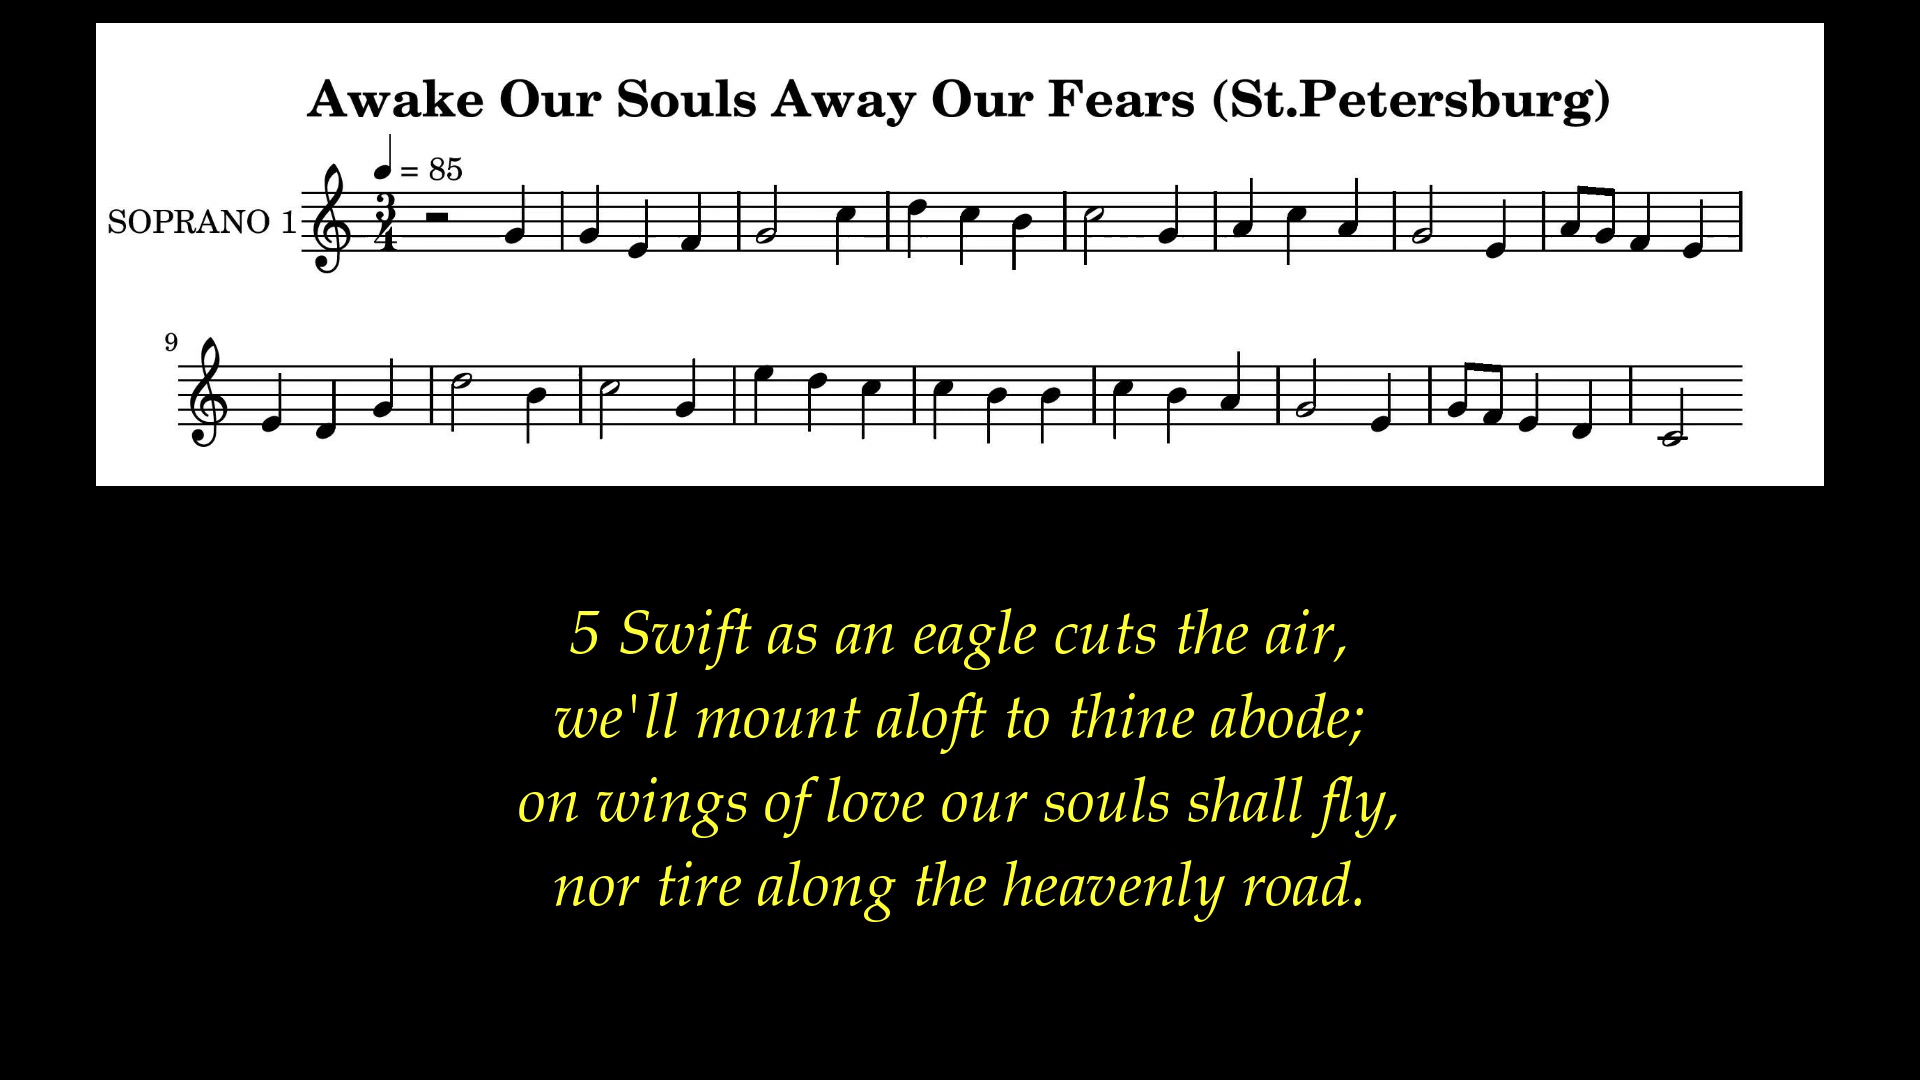 Awake Our Souls Away Our Fears (St.Petersburg)
= 85
SOPRANO 1
3
4
9
5 Swift as an eagle cuts the air,
we'll mount aloft to thine abode;
on wings of love our souls shall fly,
nor tire along the heavenly road.